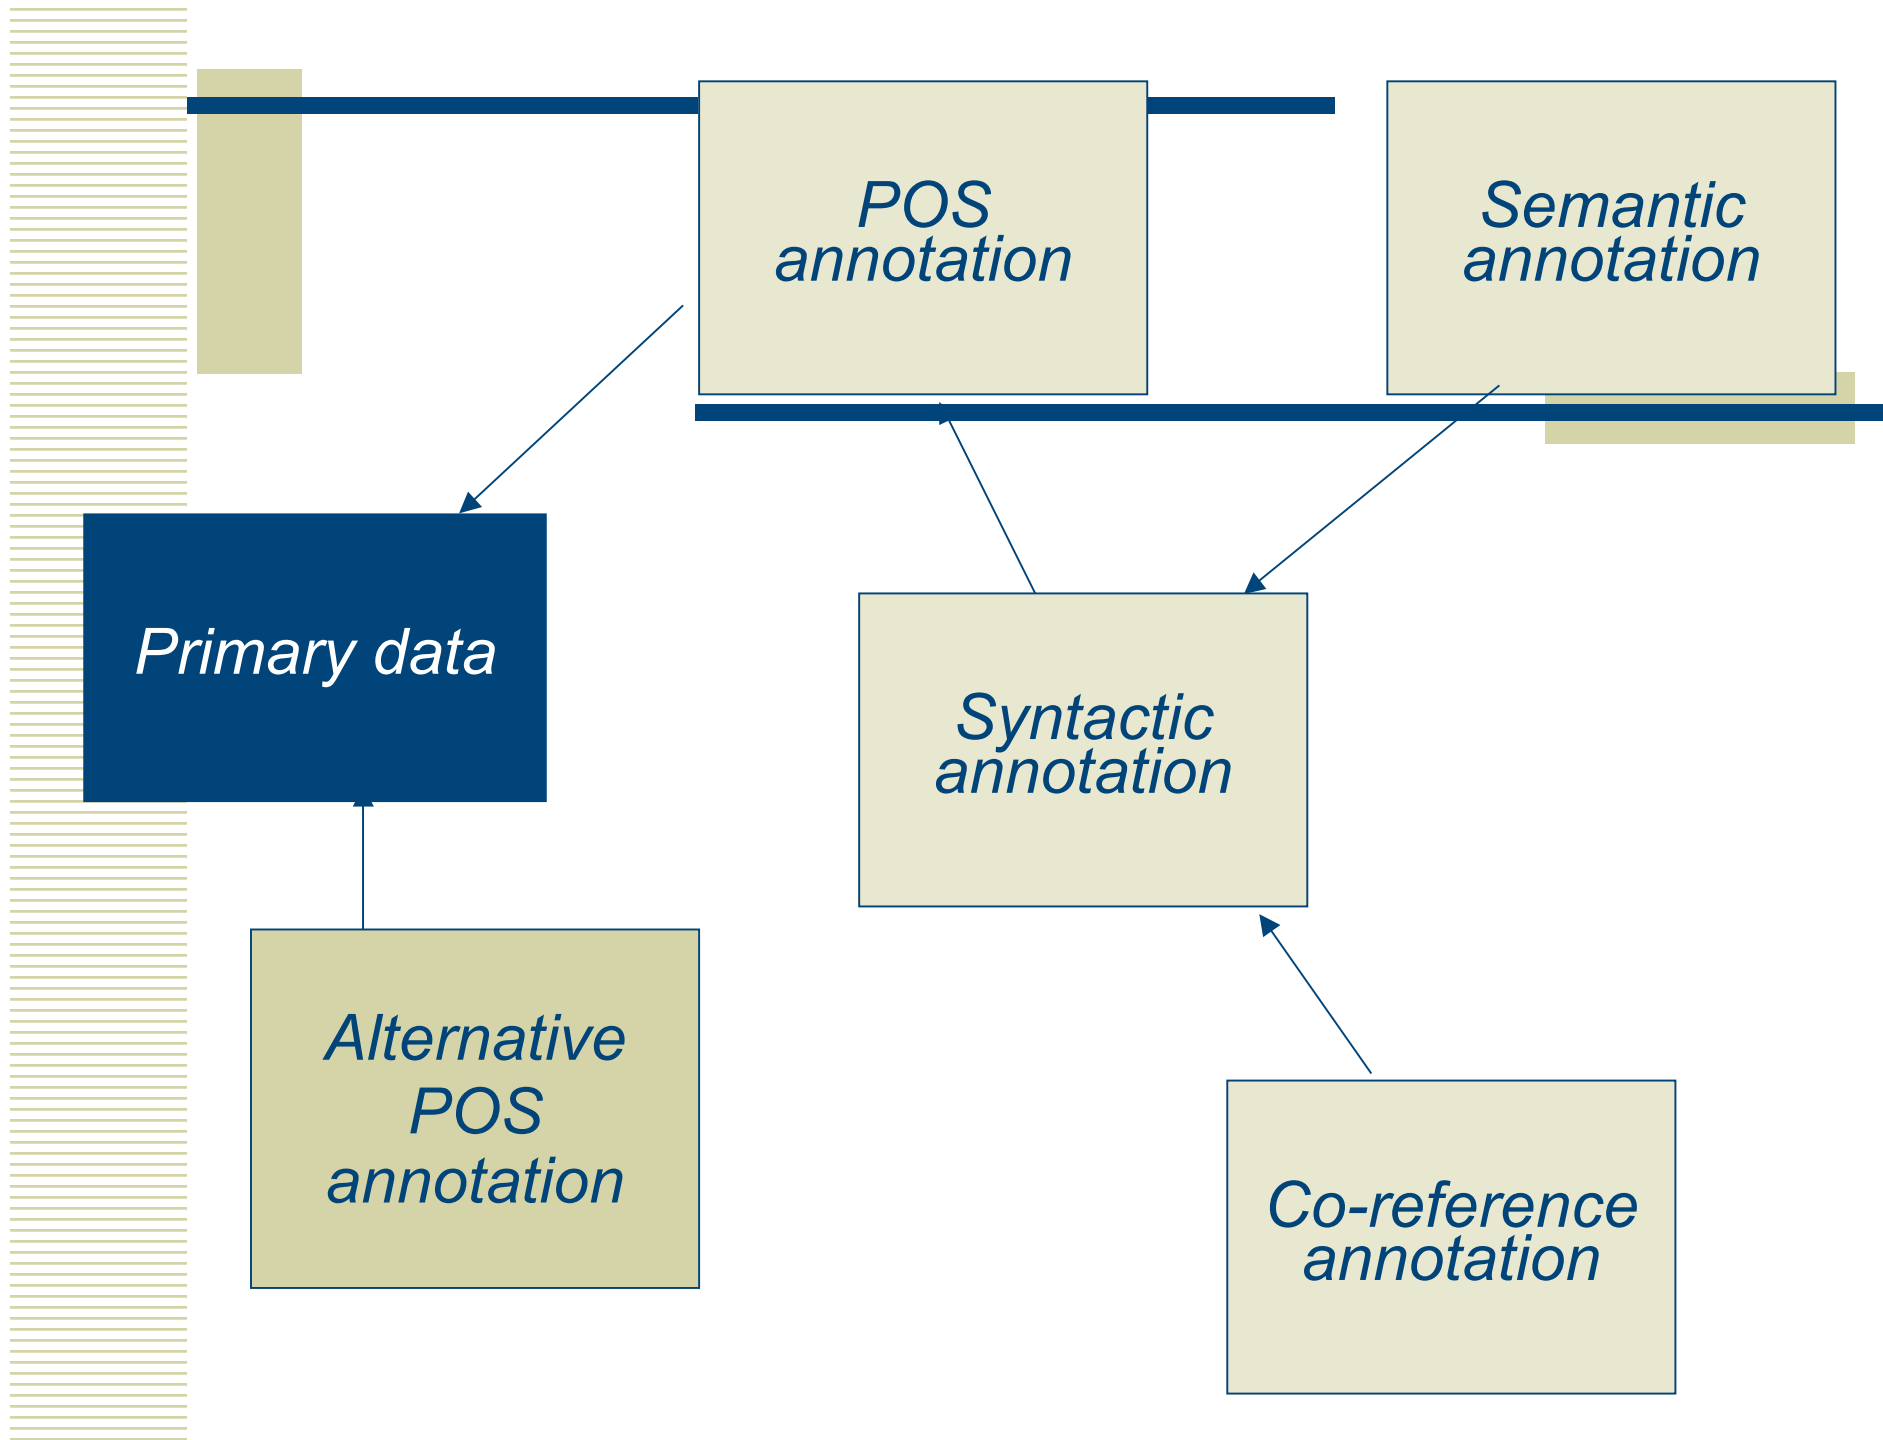 POS
annotation
Semantic
annotation
Primary data
Syntactic
annotation
Alternative
POS
annotation
Co-reference
annotation